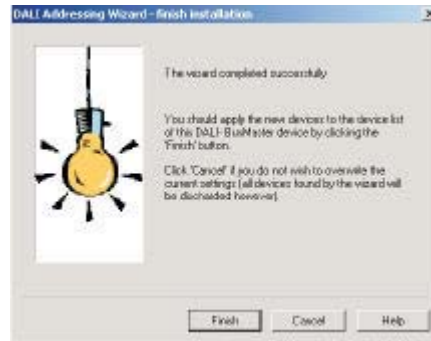 DALI Addressing Wizard - finish installation
The wizard completed successfully
You should apply the new devices to the device list
of this DALI- BusMaster device by clicking the
'Finish' button.
Click 'Cancel' if you do not wish to overwrite the
current settings (all devices found by the wizard will
be discharded however).
Finish
Cancel
Help